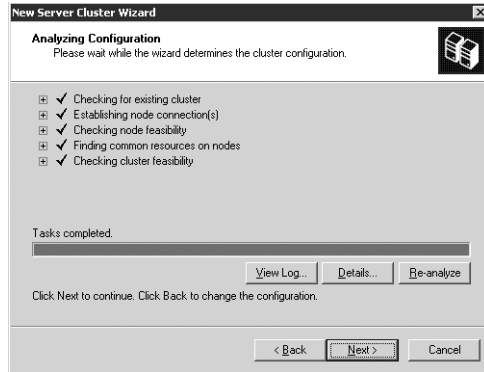 New Server Cluster Wizard
Analyzing Configuration
Please wait while the wizard determines the cluster configuration.
Checking for existing cluster
Establishing node connection(s)
Checking node feasibility
Finding common resources on nodes
Checking cluster feasibility
Tasks completed.
View Log... Details... Re-analyze
Click Next to continue. Click Back to change the configuration.
< Back Next > Cancel